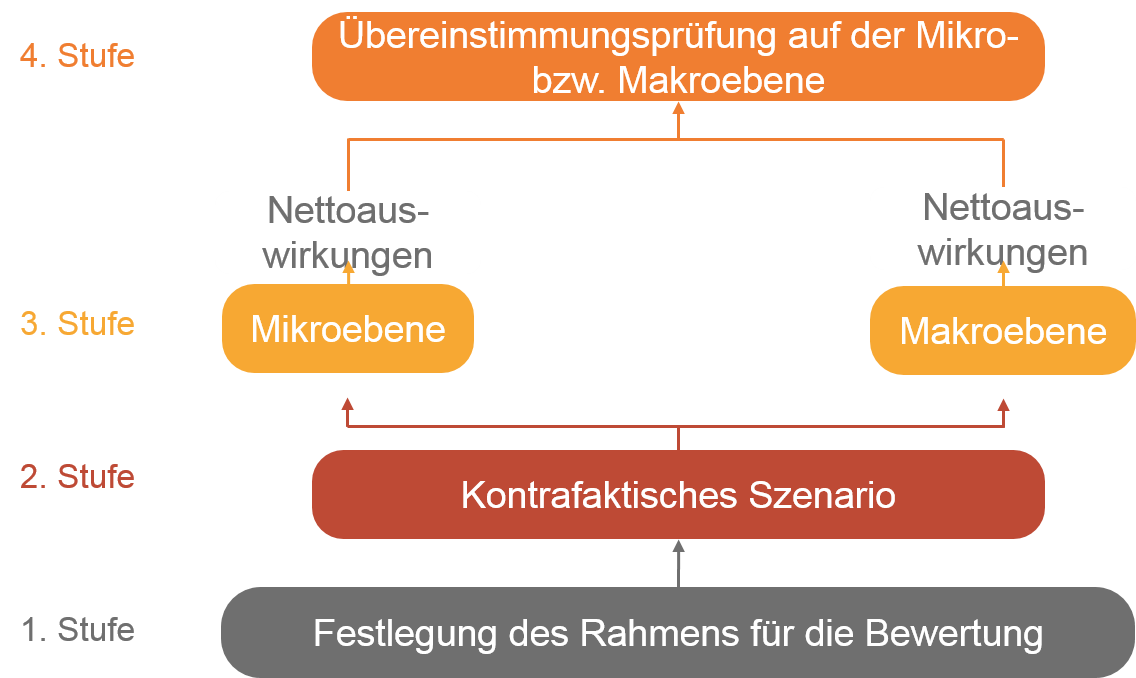 4. Stufe
Übereinstimmungsprüfung auf der Mikro-
bzw. Makroebene
Nettoaus-
wirkungen
Nettoaus-
wirkungen
3. Stufe
Mikroebene
Makroebene
2. Stufe
Kontrafaktisches Szenario
1. Stufe
Festlegung des Rahmens für die Bewertung